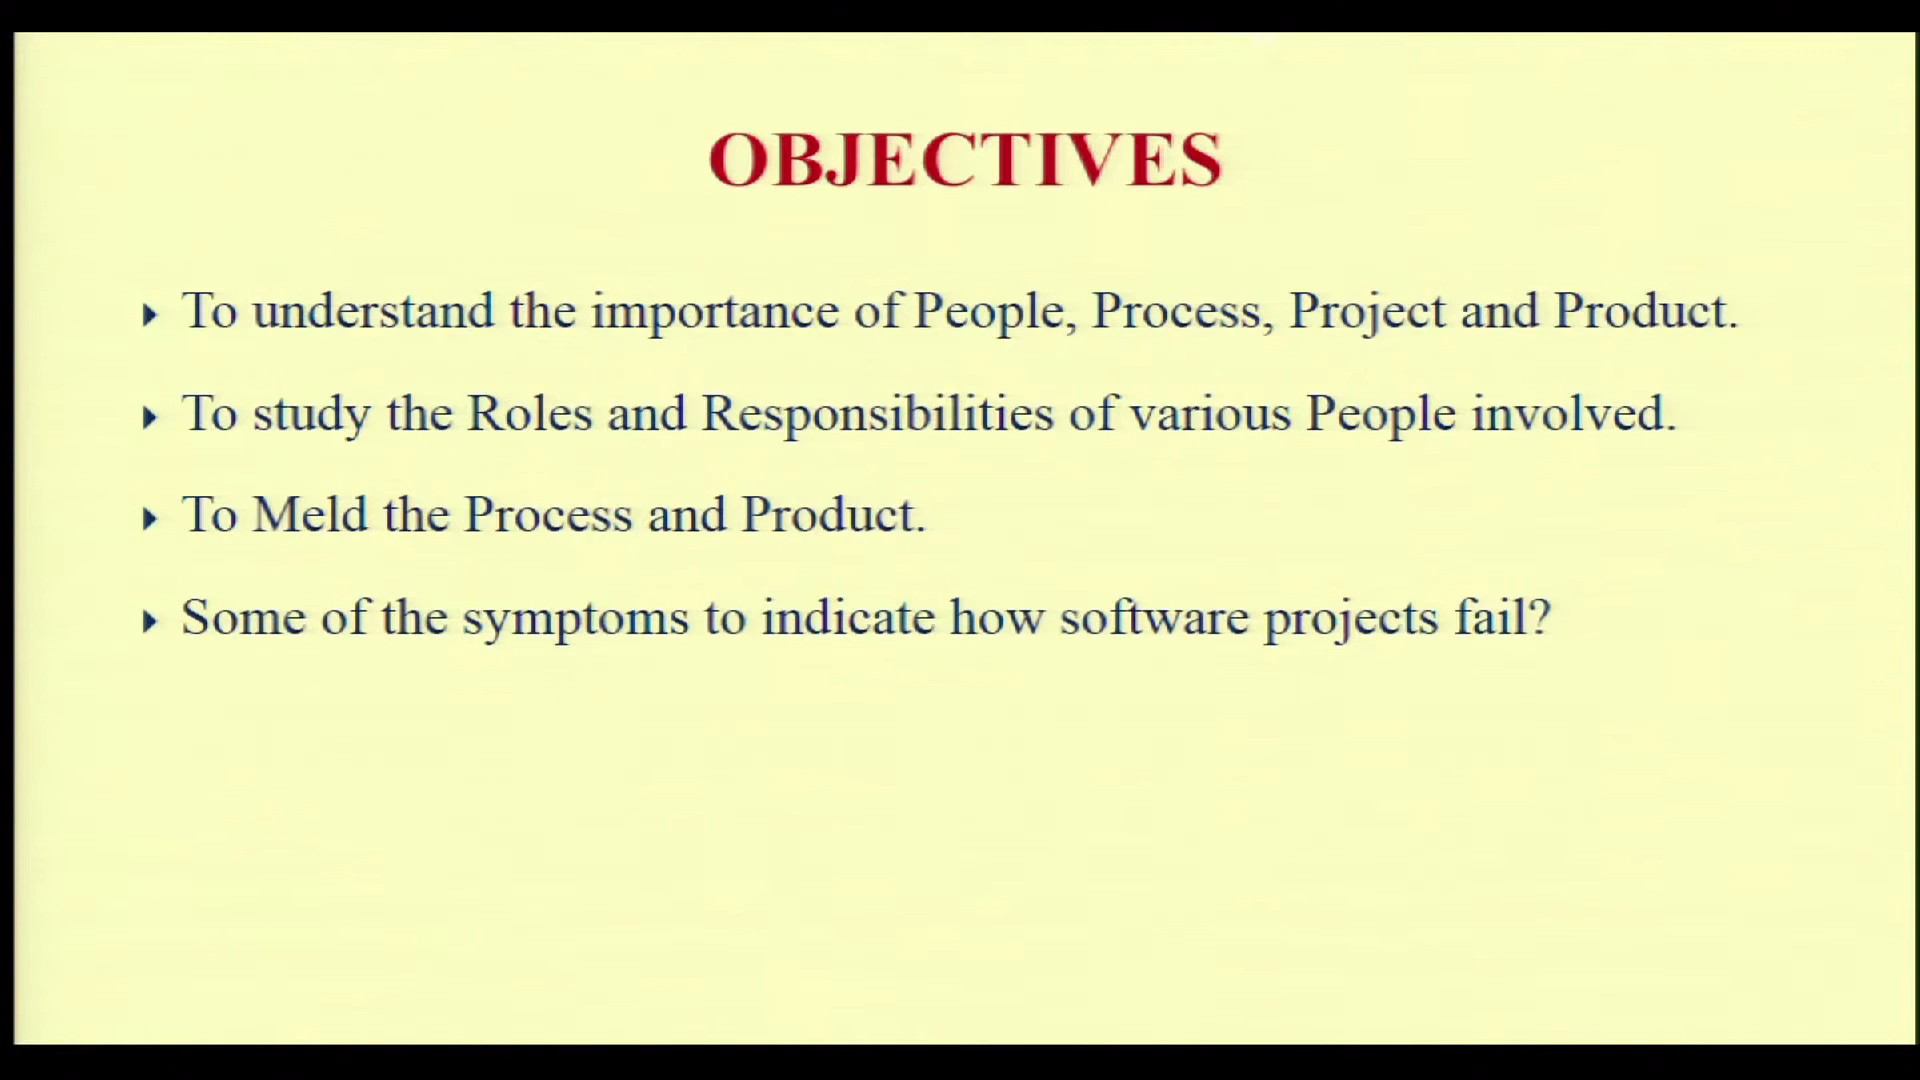 OBJECTIVES
To understand the importance of People, Process, Project and Product.
To study the Roles and Responsibilities of various People involved.
To Meld the Process and Product.
Some of the symptoms to indicate how software projects fail?